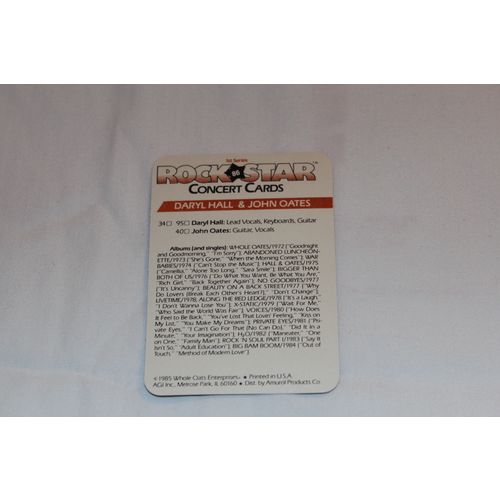 1st Series
ROCK 86 STAR™
CONCERT CARDS
DARYL HALL & JOHN OATES
34☐ 95☐ Daryl Hall: Lead Vocals, Keyboards, Guitar
40☐ John Oates: Guitar, Vocals
Albums (and singles): WHOLE OATS/1972 ("Goodnight
and Goodmorning," "I'm Sorry"), ABANDONED LUNCHEON-
ETTE/1973 ("She's Gone," "When the Morning Comes"), WAR
BABIES/1974 ("Can't Stop the Music"), HALL & OATES/1975
("Camellia," "Alone Too Long," "Sara Smile"), BIGGER THAN
BOTH OF US/1976 ("Do What You Want, Be What You Are,"
"Rich Girl," "Back Together Again"), NO GOODBYES/1977
("It's Uncanny"), BEAUTY ON A BACK STREET/1977 ("Why
Do Lovers (Break Each Other's Heart)?," "Don't Change"),
LIVETIME/1978, ALONG THE RED LEDGE/1978 ("It's a Laugh,"
"I Don't Wanna to Lose You"), X-STATIC/1979 ("Wait For Me,"
"Who Said the World Was Fair"), VOICES/1980 ("How Does
It Feel to Be Back," "You've Lost That Lovin' Feeling," "Kiss on
My List," "You Make My Dreams"), PRIVATE EYES/1981 ("Pri-
vate Eyes," "I Can't Go For That (No Can Do)," "Did It In a
Minute," "Your Imagination"), H₂O/1982 ("Maneater," "One
on One," "Family Man"), ROCK 'N SOUL PART I/1983 ("Say It
Isn't So," "Adult Education"), BIG BAM BOOM/1984 ("Out of
Touch," "Method of Modern Love")
©1985 Whole Oats Enterprises ★ Printed in U.S.A.
AGI Inc., Melrose Park, IL 60160 ★ Dist. by Amurol Products Co.